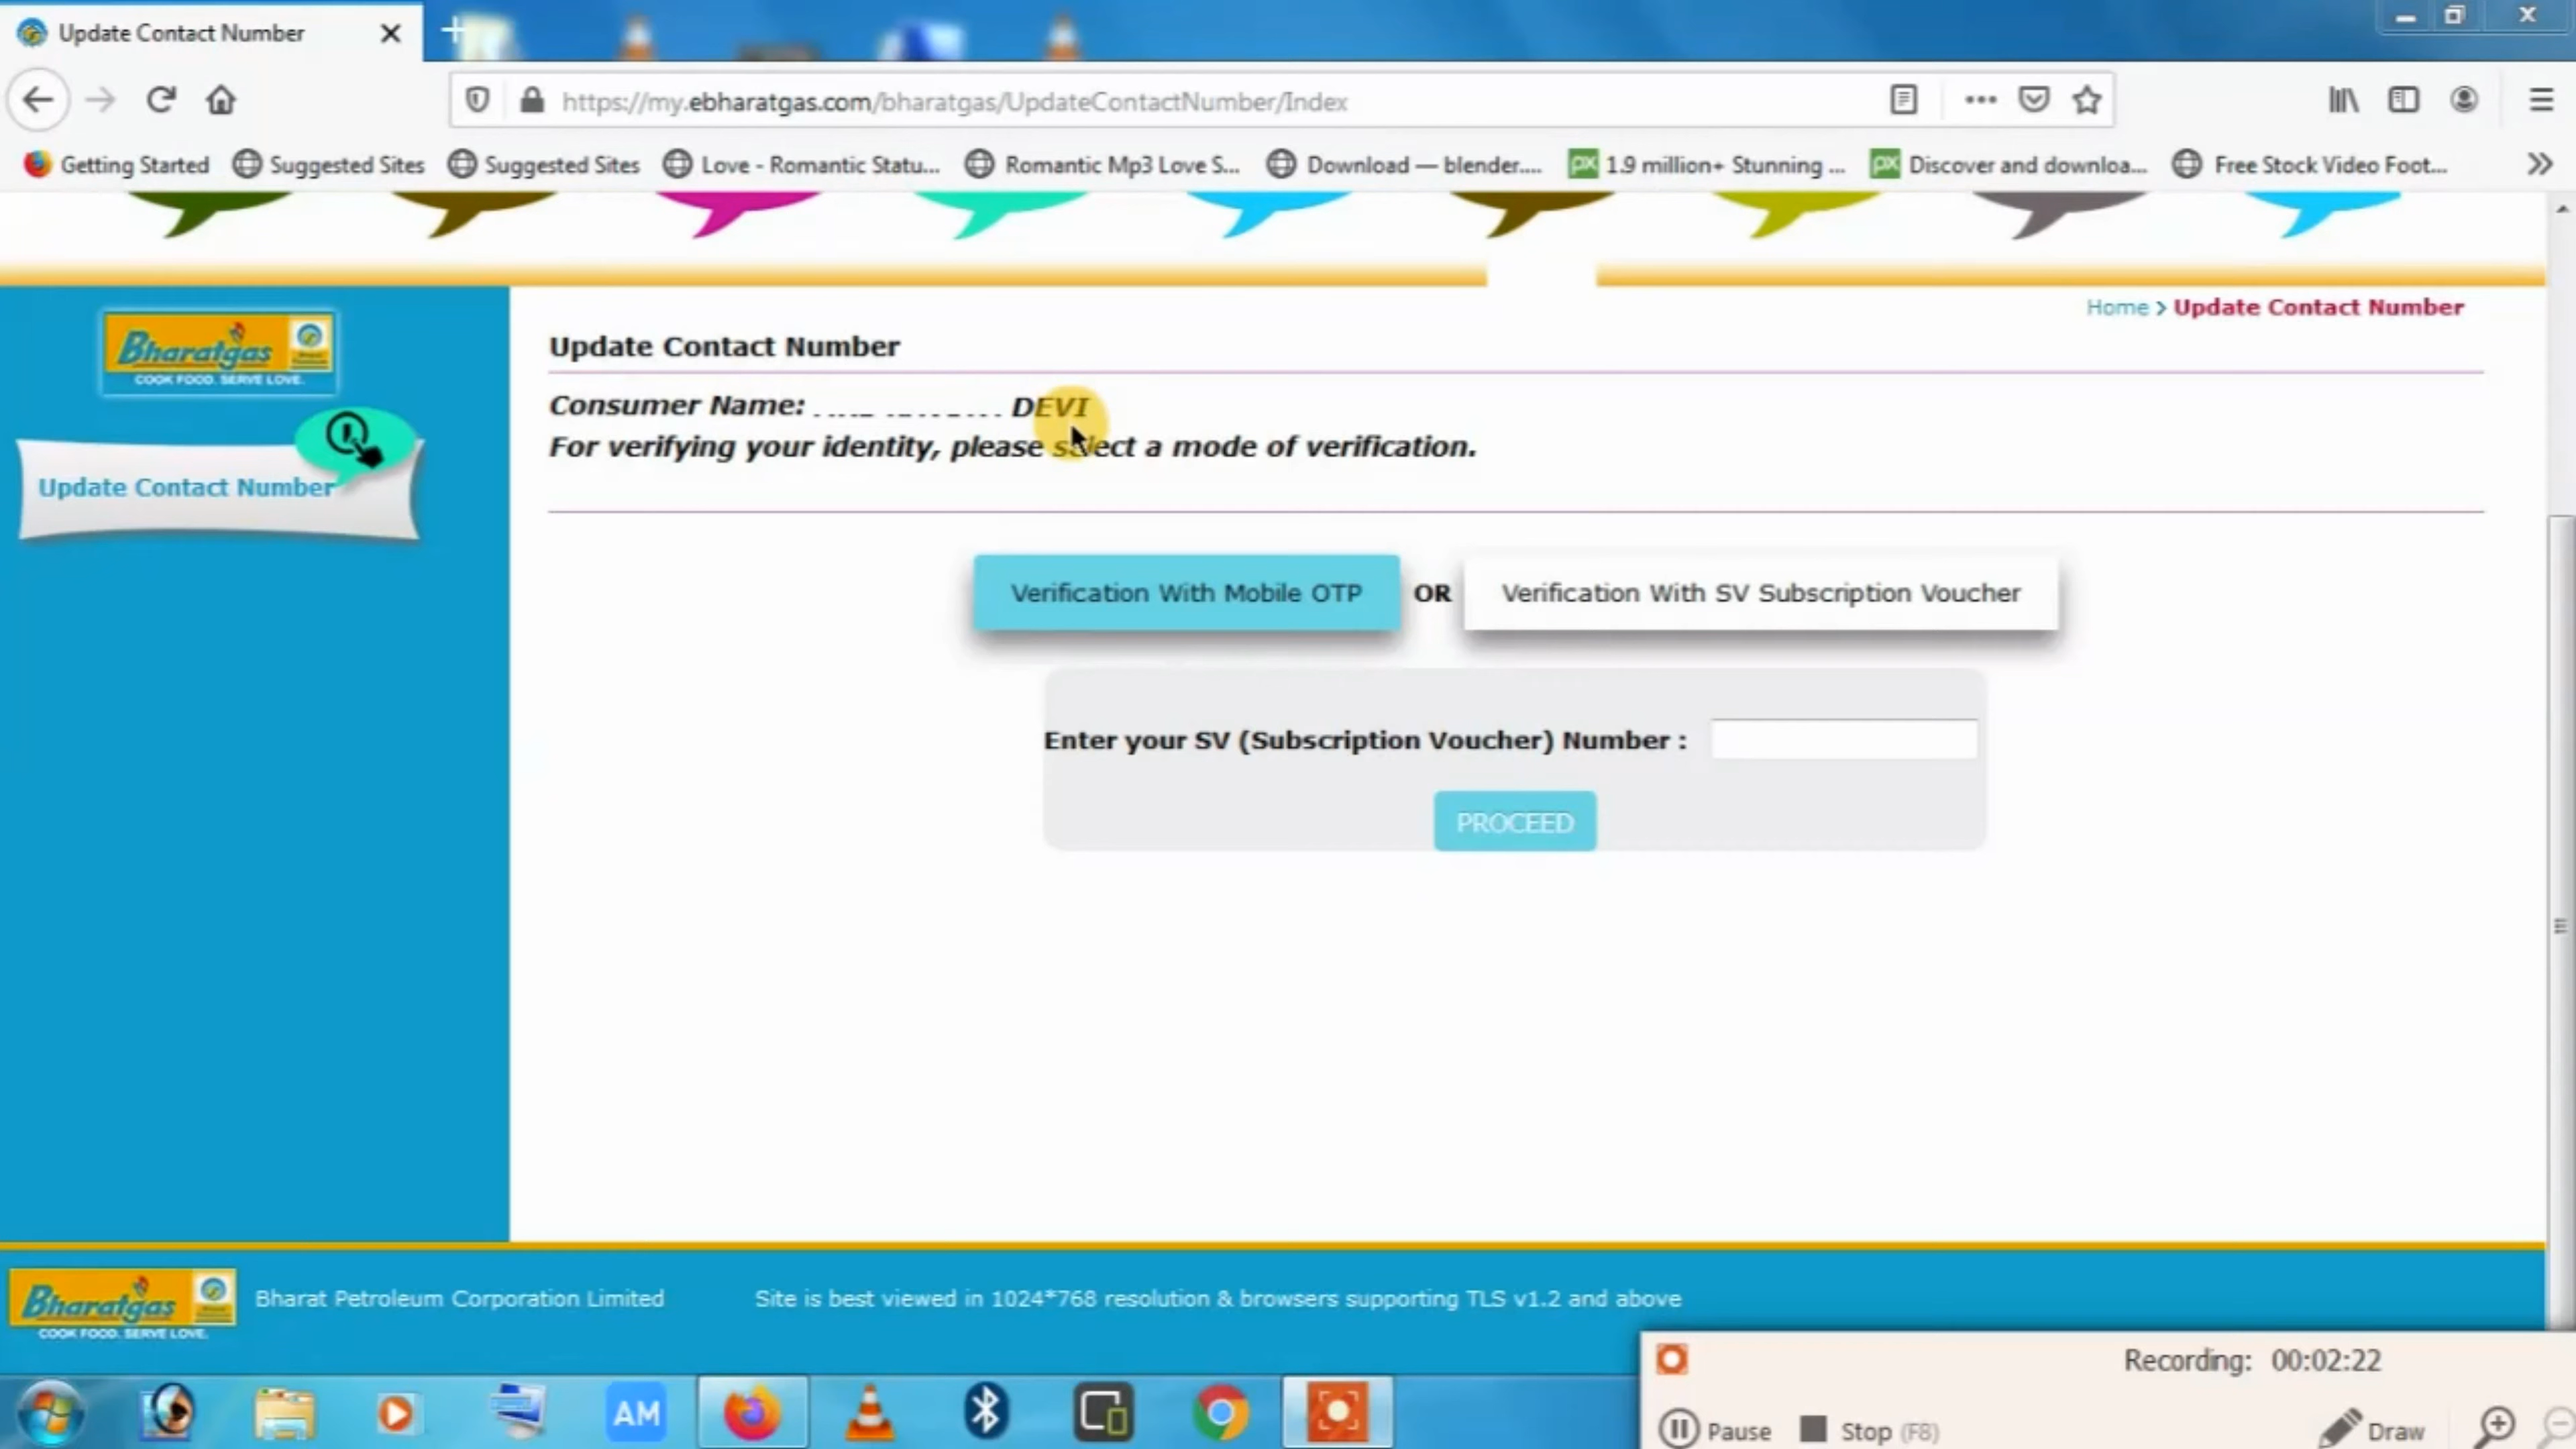 Update Contact Number
https://my.ebharatgas.com/bharatgas/UpdateContactNumber/Index
Getting Started
Suggested Sites
Suggested Sites
Love - Romantic Statu...
Romantic Mp3 Love S...
Download — blender....
1.9 million+ Stunning ...
Discover and downloa...
Free Stock Video Foot...
Home > Update Contact Number
Bharatgas
COOK FOOD. SERVE LOVE.
Update Contact Number
Update Contact Number
Consumer Name: DEVI
For verifying your identity, please select a mode of verification.
Verification With Mobile OTP OR Verification With SV Subscription Voucher
Enter your SV (Subscription Voucher) Number :
PROCEED
Bharatgas
COOK FOOD. SERVE LOVE.
Bharat Petroleum Corporation Limited
Site is best viewed in 1024*768 resolution & browsers supporting TLS v1.2 and above
Recording: 00:02:22
AM
Pause
Stop (F8)
Draw